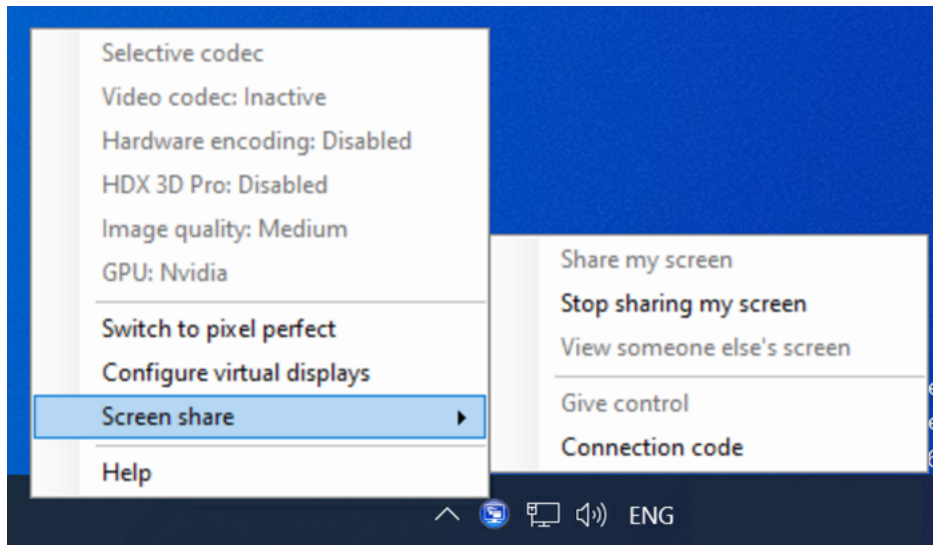 Selective codec
Video codec: Inactive
Hardware encoding: Disabled
HDX 3D Pro: Disabled
Image quality: Medium
GPU: Nvidia
Switch to pixel perfect
Configure virtual displays
Screen share
Help
Share my screen
Stop sharing my screen
View someone else's screen
Give control
Connection code
ENG